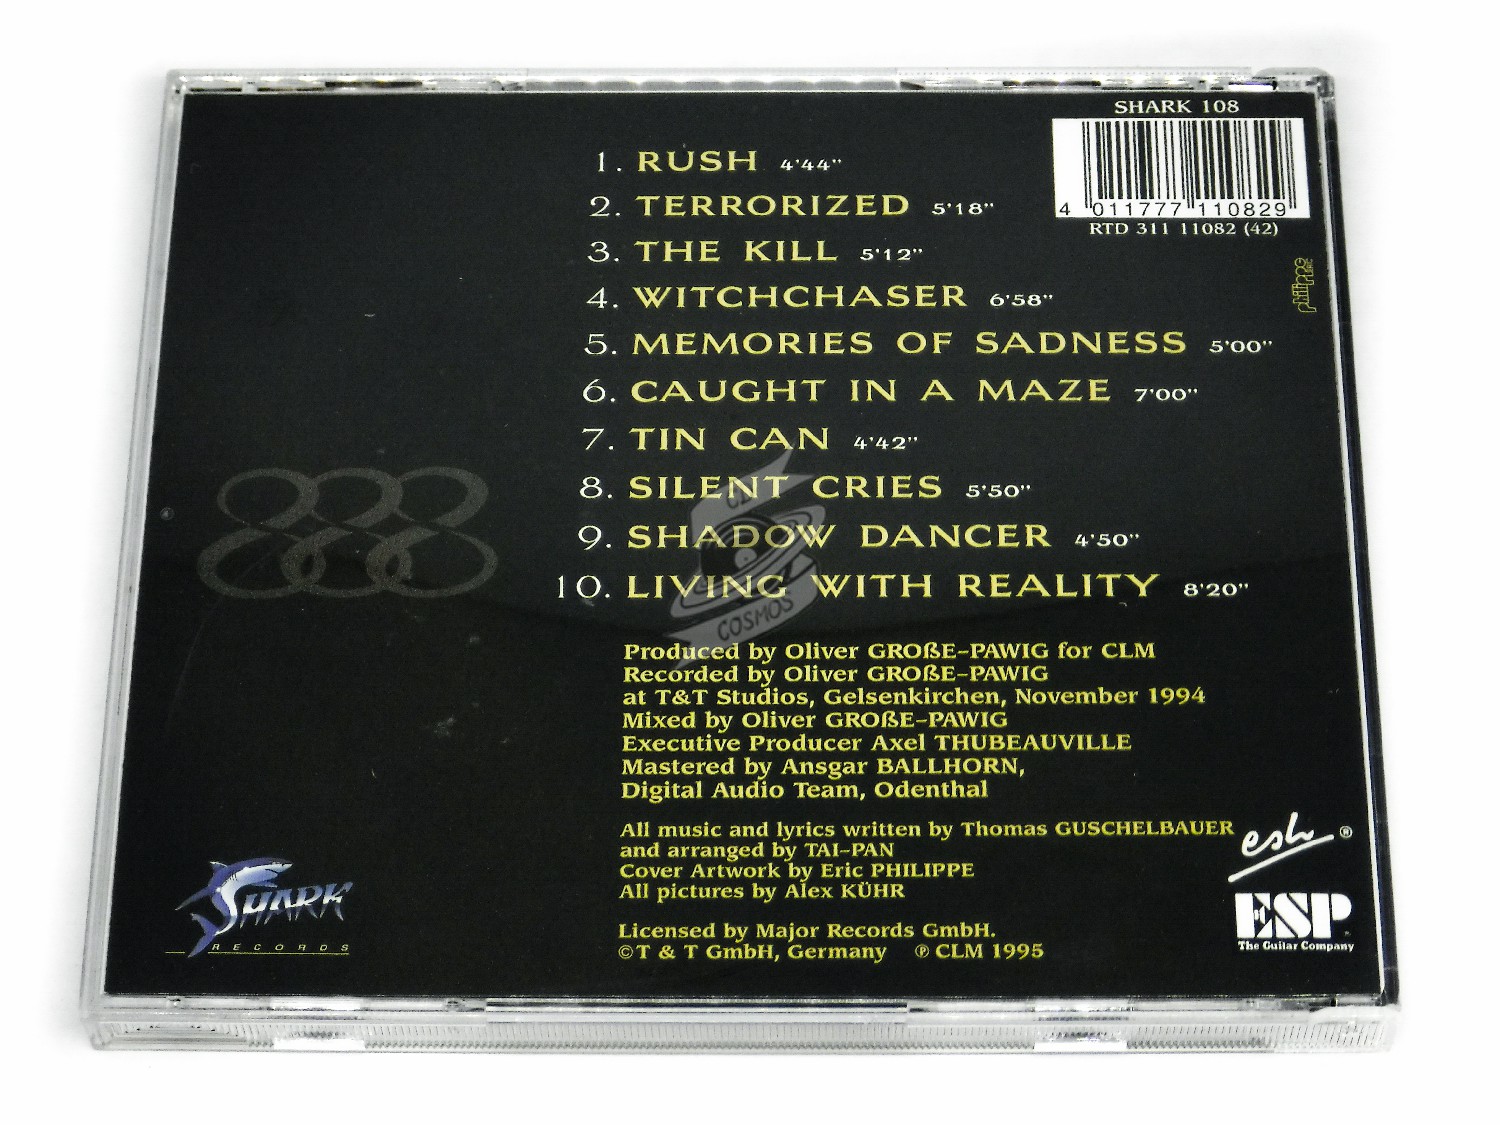 SHARK 108
4 011777 110829
RTD 311 11082 (42)
philippe
1. RUSH 4'44"
2. TERRORIZED 5'18"
3. THE KILL 5'12"
4. WITCHCHASER 6'58"
5. MEMORIES OF SADNESS 5'00"
6. CAUGHT IN A MAZE 7'00"
7. TIN CAN 4'42"
8. SILENT CRIES 5'50"
9. SHADOW DANCER 4'50"
10. LIVING WITH REALITY 8'20"
888
CD
COSMOS
Produced by Oliver GROßE-PAWIG for CLM
Recorded by Oliver GROßE-PAWIG
at T&T Studios, Gelsenkirchen, November 1994
Mixed by Oliver GROßE-PAWIG
Executive Producer Axel THUBEAUVILLE
Mastered by Ansgar BALLHORN,
Digital Audio Team, Odenthal
All music and lyrics written by Thomas GUSCHELBAUER
and arranged by TAI-PAN
Cover Artwork by Eric PHILIPPE
All pictures by Alex KÜHR
Licensed by Major Records GmbH.
©T & T GmbH, Germany ℗ CLM 1995
SHARK
RECORDS
esh ®
ESP
The Guitar Company